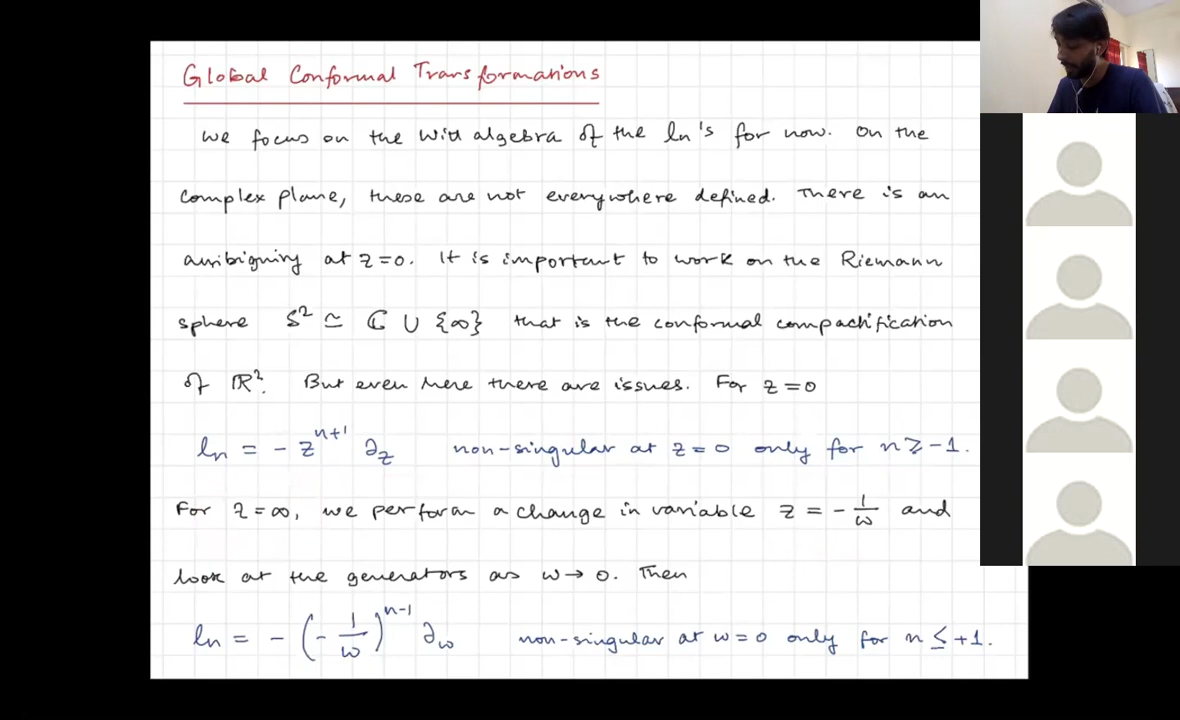 Global Conformal Transformations
We focus on the Witt algebra of the ln's for now. On the
complex plane, these are not everywhere defined. There is an
ambiguity at z=0. It is important to work on the Riemann
sphere S² ≃ ℂ ∪ {∞} that is the conformal compactification
of ℝ². But even here there are issues. For z=0
ln = - z^{n+1} ∂_z non-singular at z=0 only for n ≥ -1.
For z=∞, we perform a change in variable z = - 1/ω and
look at the generators as ω → 0. Then
ln = - (- 1/ω)^{n-1} ∂_ω non-singular at ω=0 only for n ≤ +1.